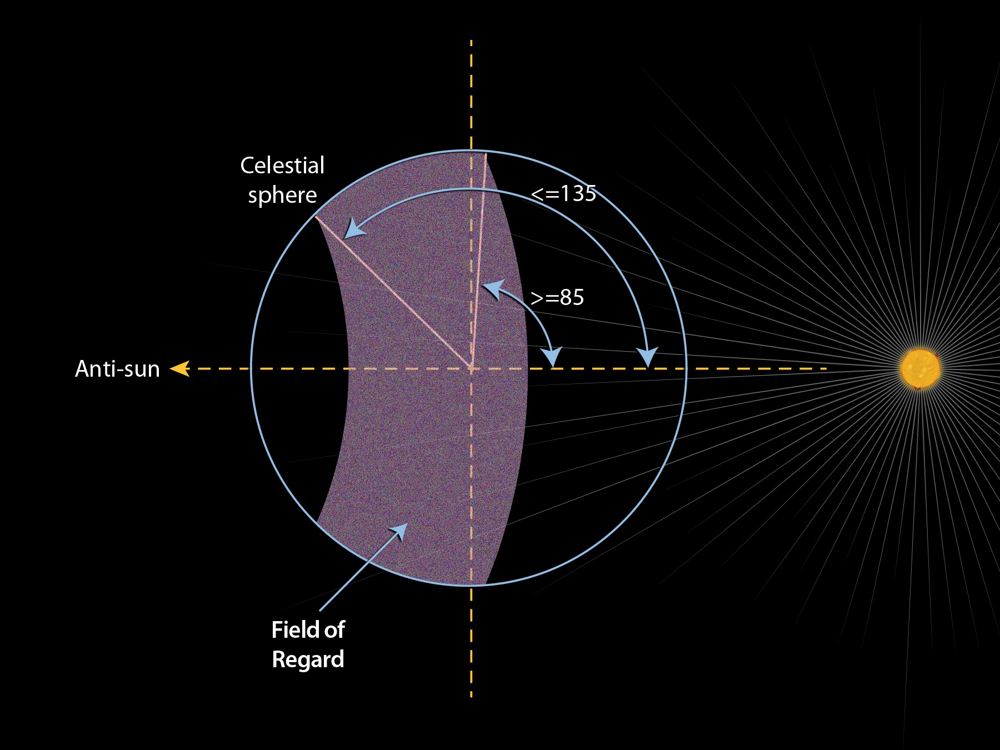 Celestial
sphere
<=135
>=85
Anti-sun
Field of
Regard